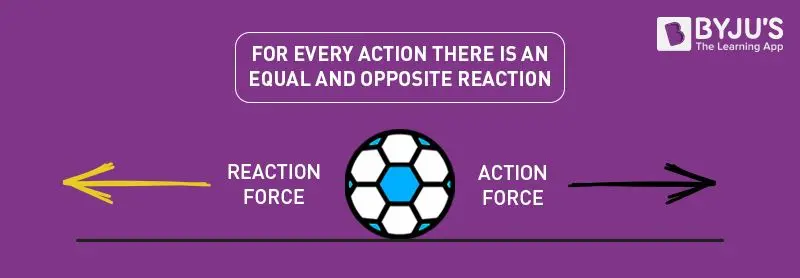 BYJU'S
The Learning App
FOR EVERY ACTION THERE IS AN
EQUAL AND OPPOSITE REACTION
REACTION
FORCE
ACTION
FORCE